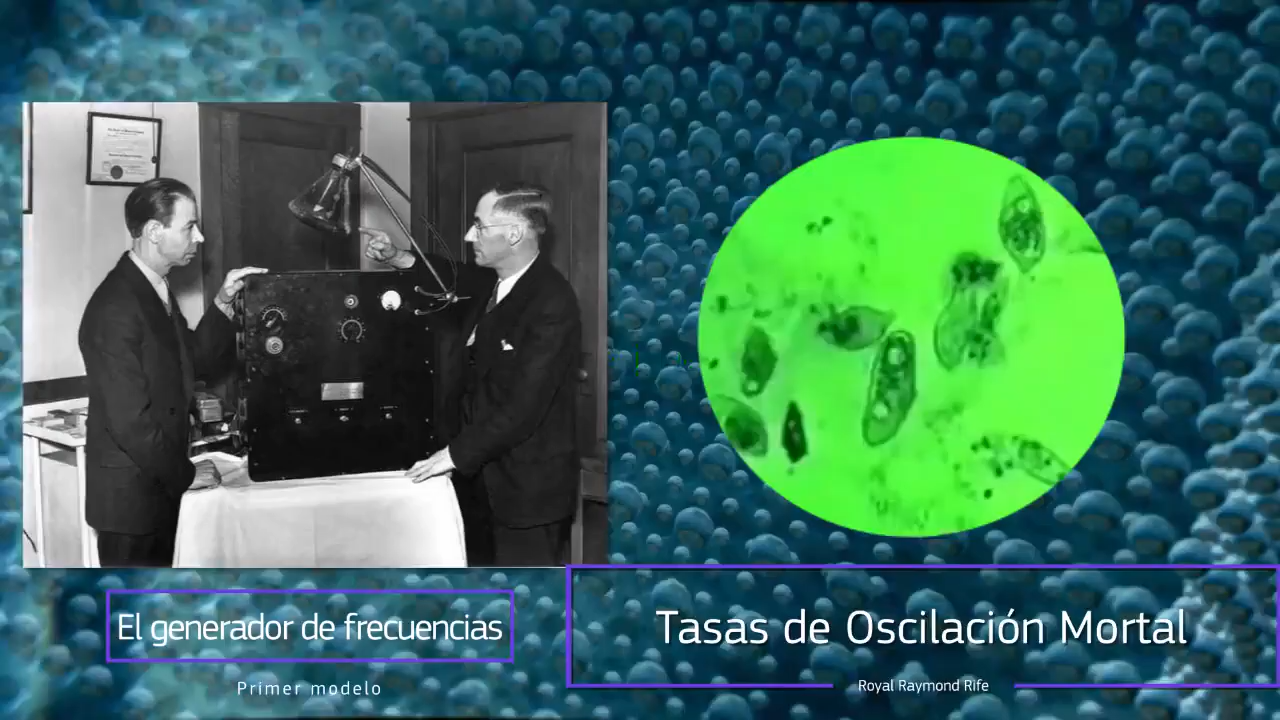 El generador de frecuencias
Primer modelo
Tasas de Oscilación Mortal
Royal Raymond Rife